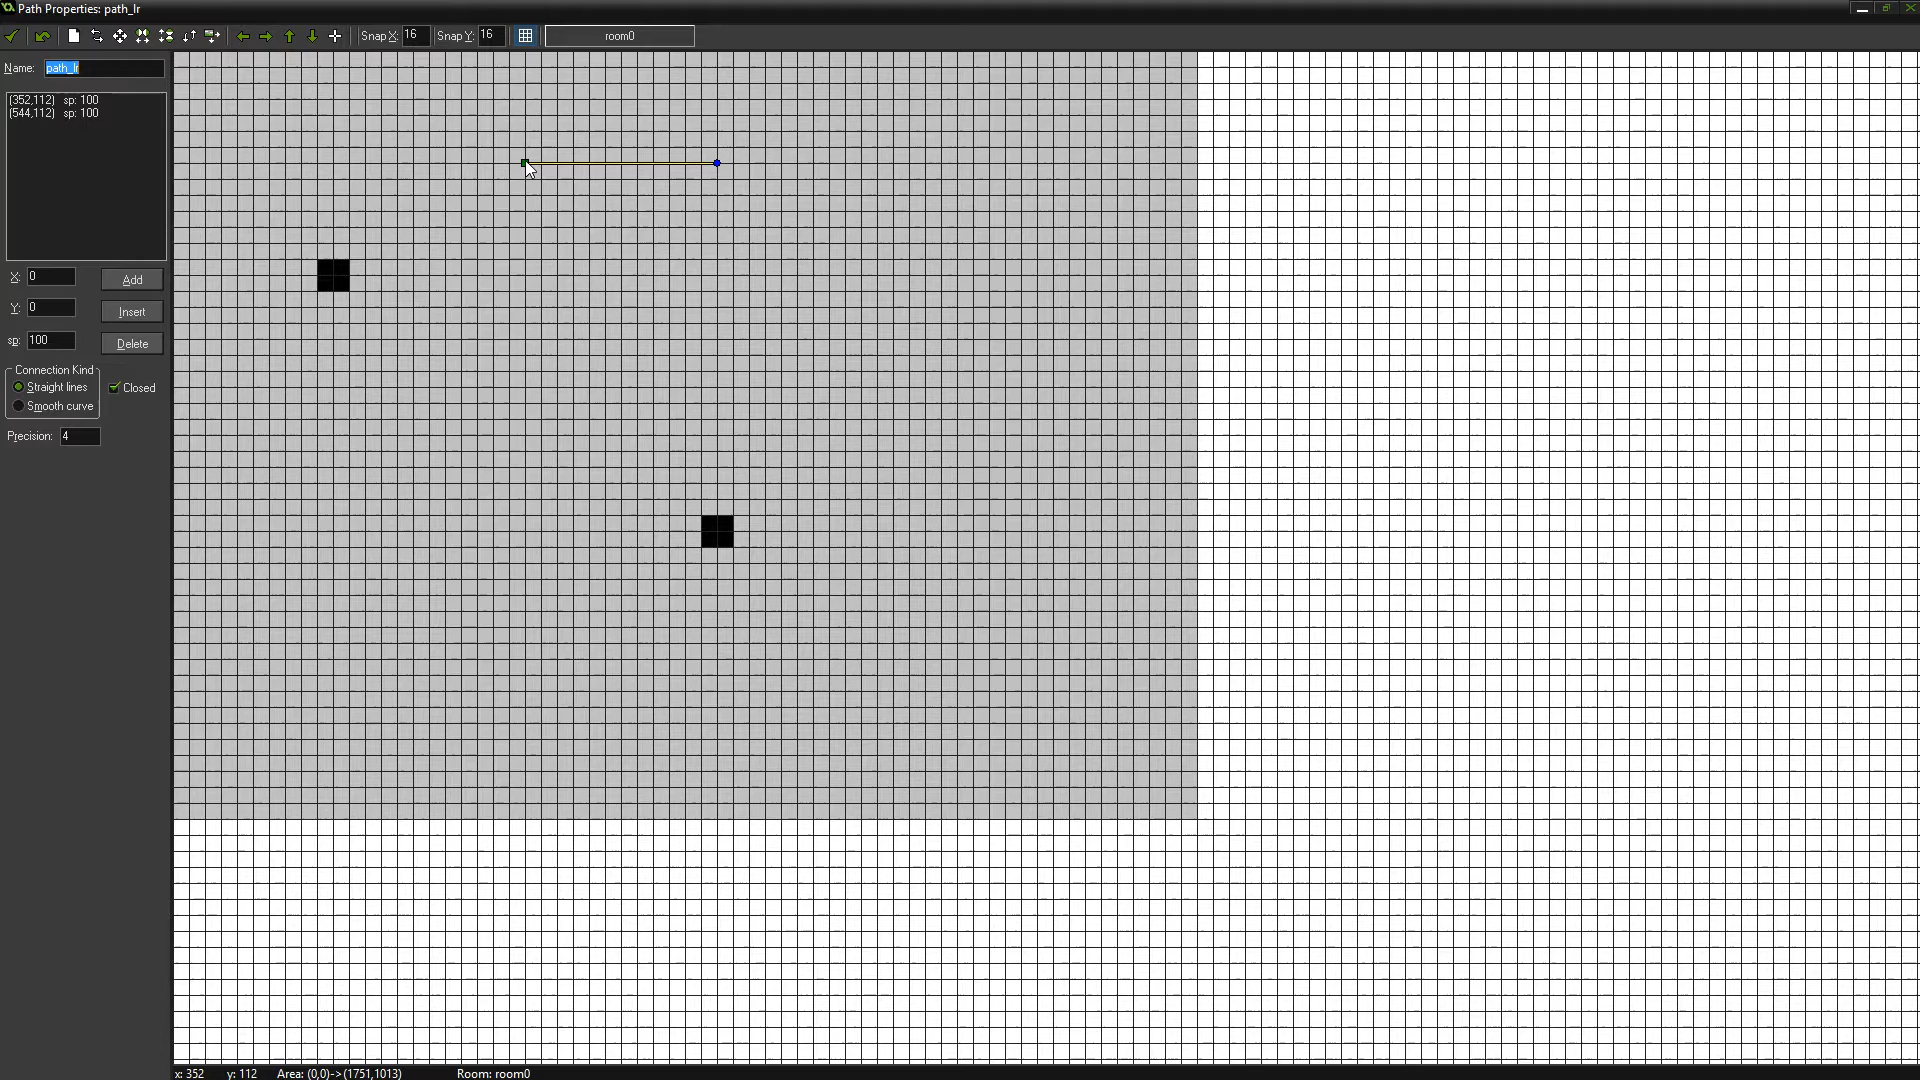 Path Properties: path_lr
Snap X: 16 Snap Y: 16 room0
Name: path_lr
(352,112) sp: 100
(544,112) sp: 100
X: 0 Add
Y: 0 Insert
sp: 100 Delete
Connection Kind
Straight lines Closed
Smooth curve
Precision: 4
x: 352 y: 112 Area: (0,0)->(1751,1013) Room: room0